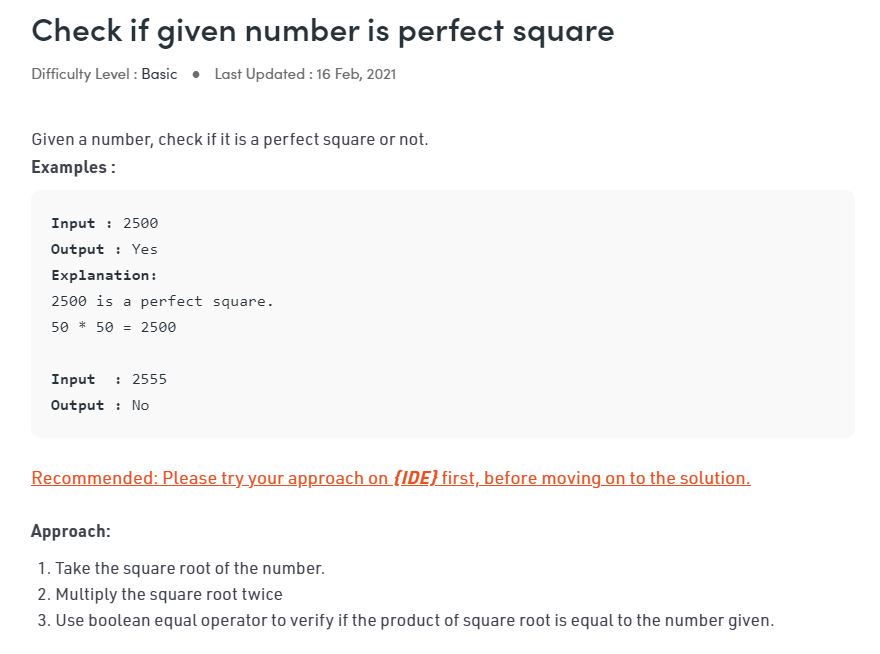 Check if given number is perfect square
Difficulty Level : Basic ● Last Updated : 16 Feb, 2021
Given a number, check if it is a perfect square or not.
Examples :
Input : 2500
Output : Yes
Explanation:
2500 is a perfect square.
50 * 50 = 2500
Input  : 2555
Output : No
Recommended: Please try your approach on {IDE} first, before moving on to the solution.
Approach:
1. Take the square root of the number.
2. Multiply the square root twice
3. Use boolean equal operator to verify if the product of square root is equal to the number given.